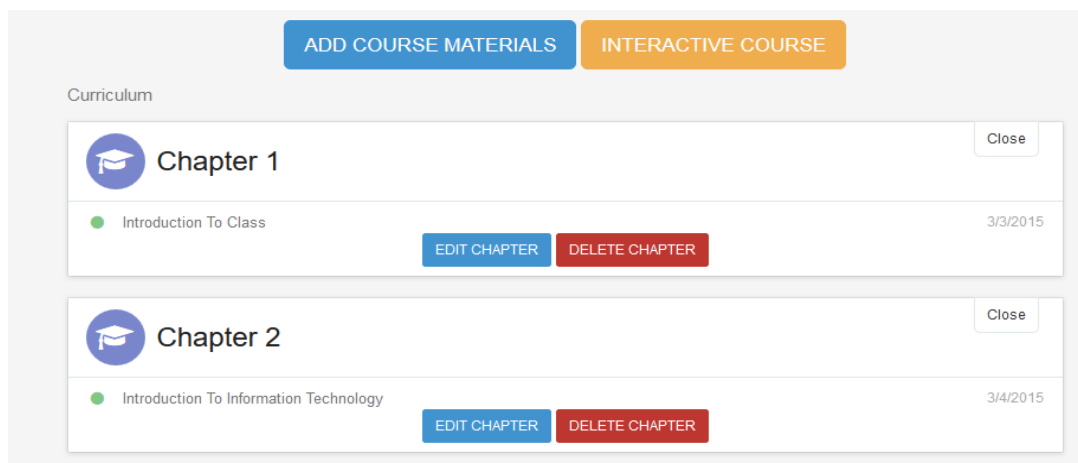 ADD COURSE MATERIALS INTERACTIVE COURSE
Curriculum
Chapter 1 Close
Introduction To Class 3/3/2015
EDIT CHAPTER DELETE CHAPTER
Chapter 2 Close
Introduction To Information Technology 3/4/2015
EDIT CHAPTER DELETE CHAPTER